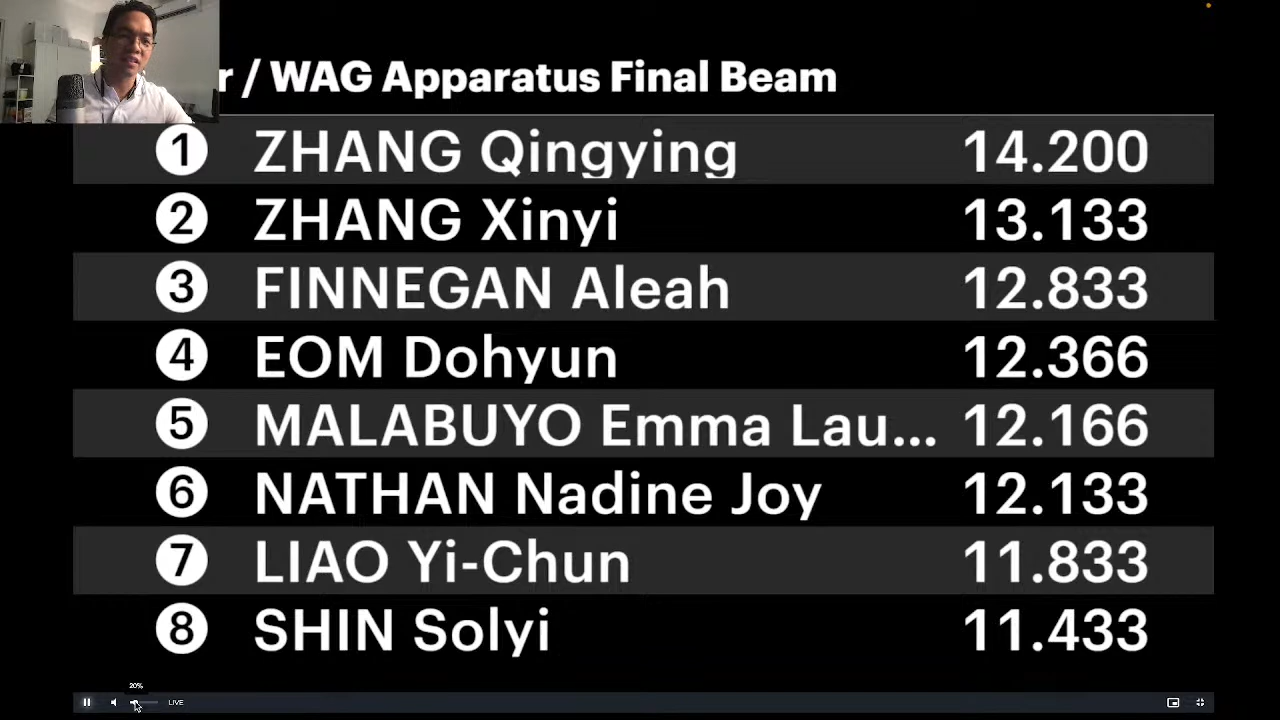 r / WAG Apparatus Final Beam
1 ZHANG Qingying 14.200
2 ZHANG Xinyi 13.133
3 FINNEGAN Aleah 12.833
4 EOM Dohyun 12.366
5 MALABUYO Emma Lau... 12.166
6 NATHAN Nadine Joy 12.133
7 LIAO Yi-Chun 11.833
8 SHIN Solyi 11.433
20%
LIVE